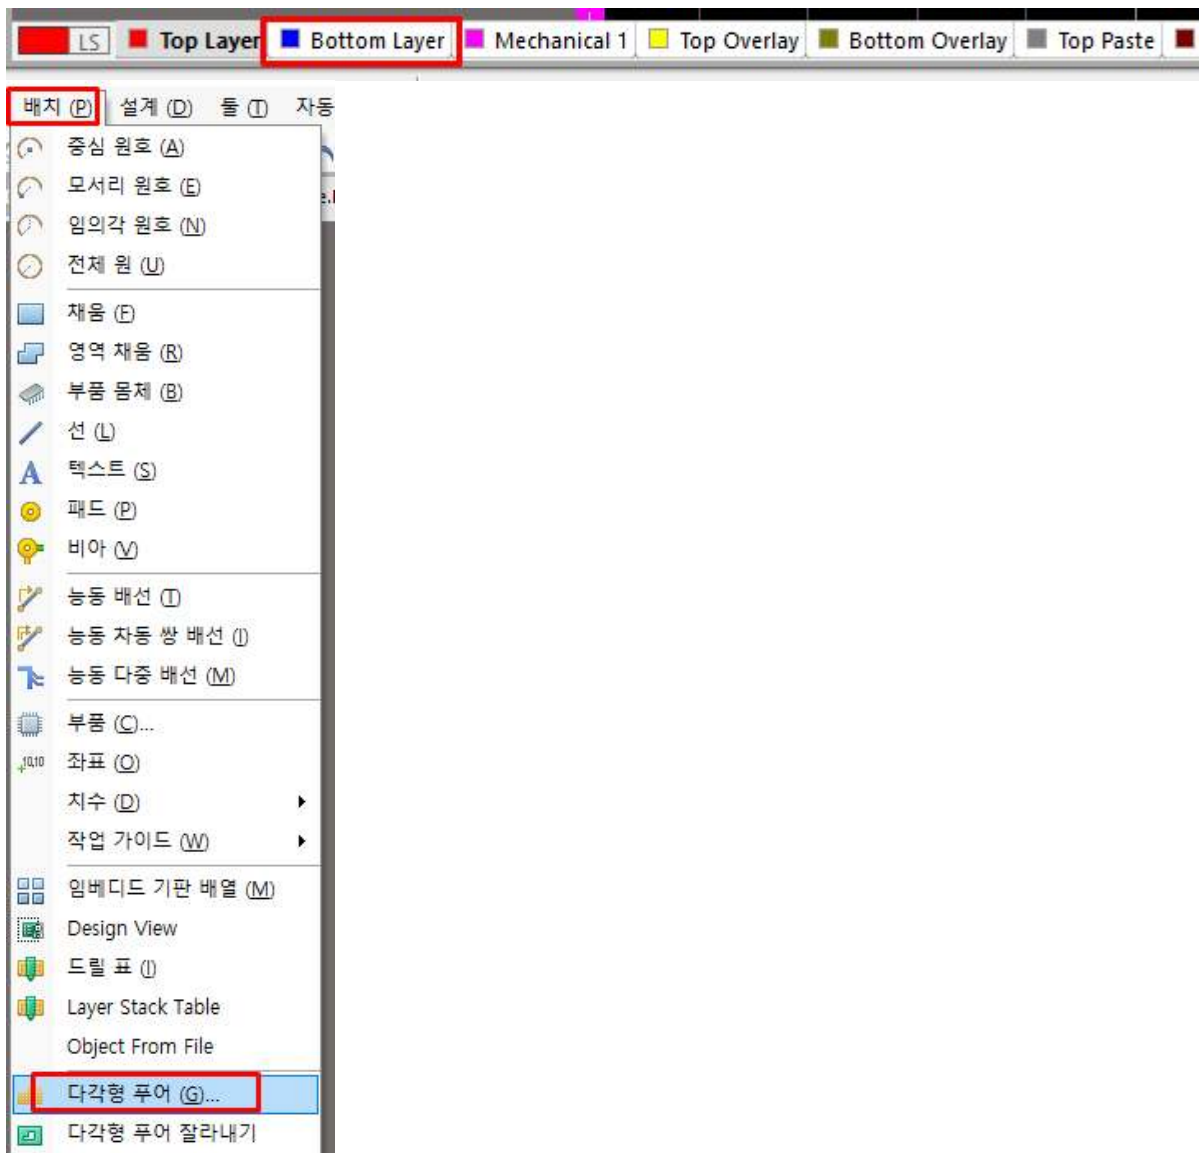 LS Top Layer Bottom Layer Mechanical 1 Top Overlay Bottom Overlay Top Paste
배치 (P) 설계 (D) 툴 (T) 자동
중심 원호 (A)
모서리 원호 (E)
임의각 원호 (N)
전체 원 (U)
채움 (F)
영역 채움 (R)
부품 몸체 (B)
선 (L)
텍스트 (S)
패드 (P)
비아 (V)
능동 배선 (T)
능동 차동 쌍 배선 (I)
능동 다중 배선 (M)
부품 (C)...
+10,10 좌표 (O)
치수 (D)
작업 가이드 (W)
임베디드 기판 배열 (M)
Design View
드릴 표 (I)
Layer Stack Table
Object From File
다각형 푸어 (G)...
다각형 푸어 잘라내기